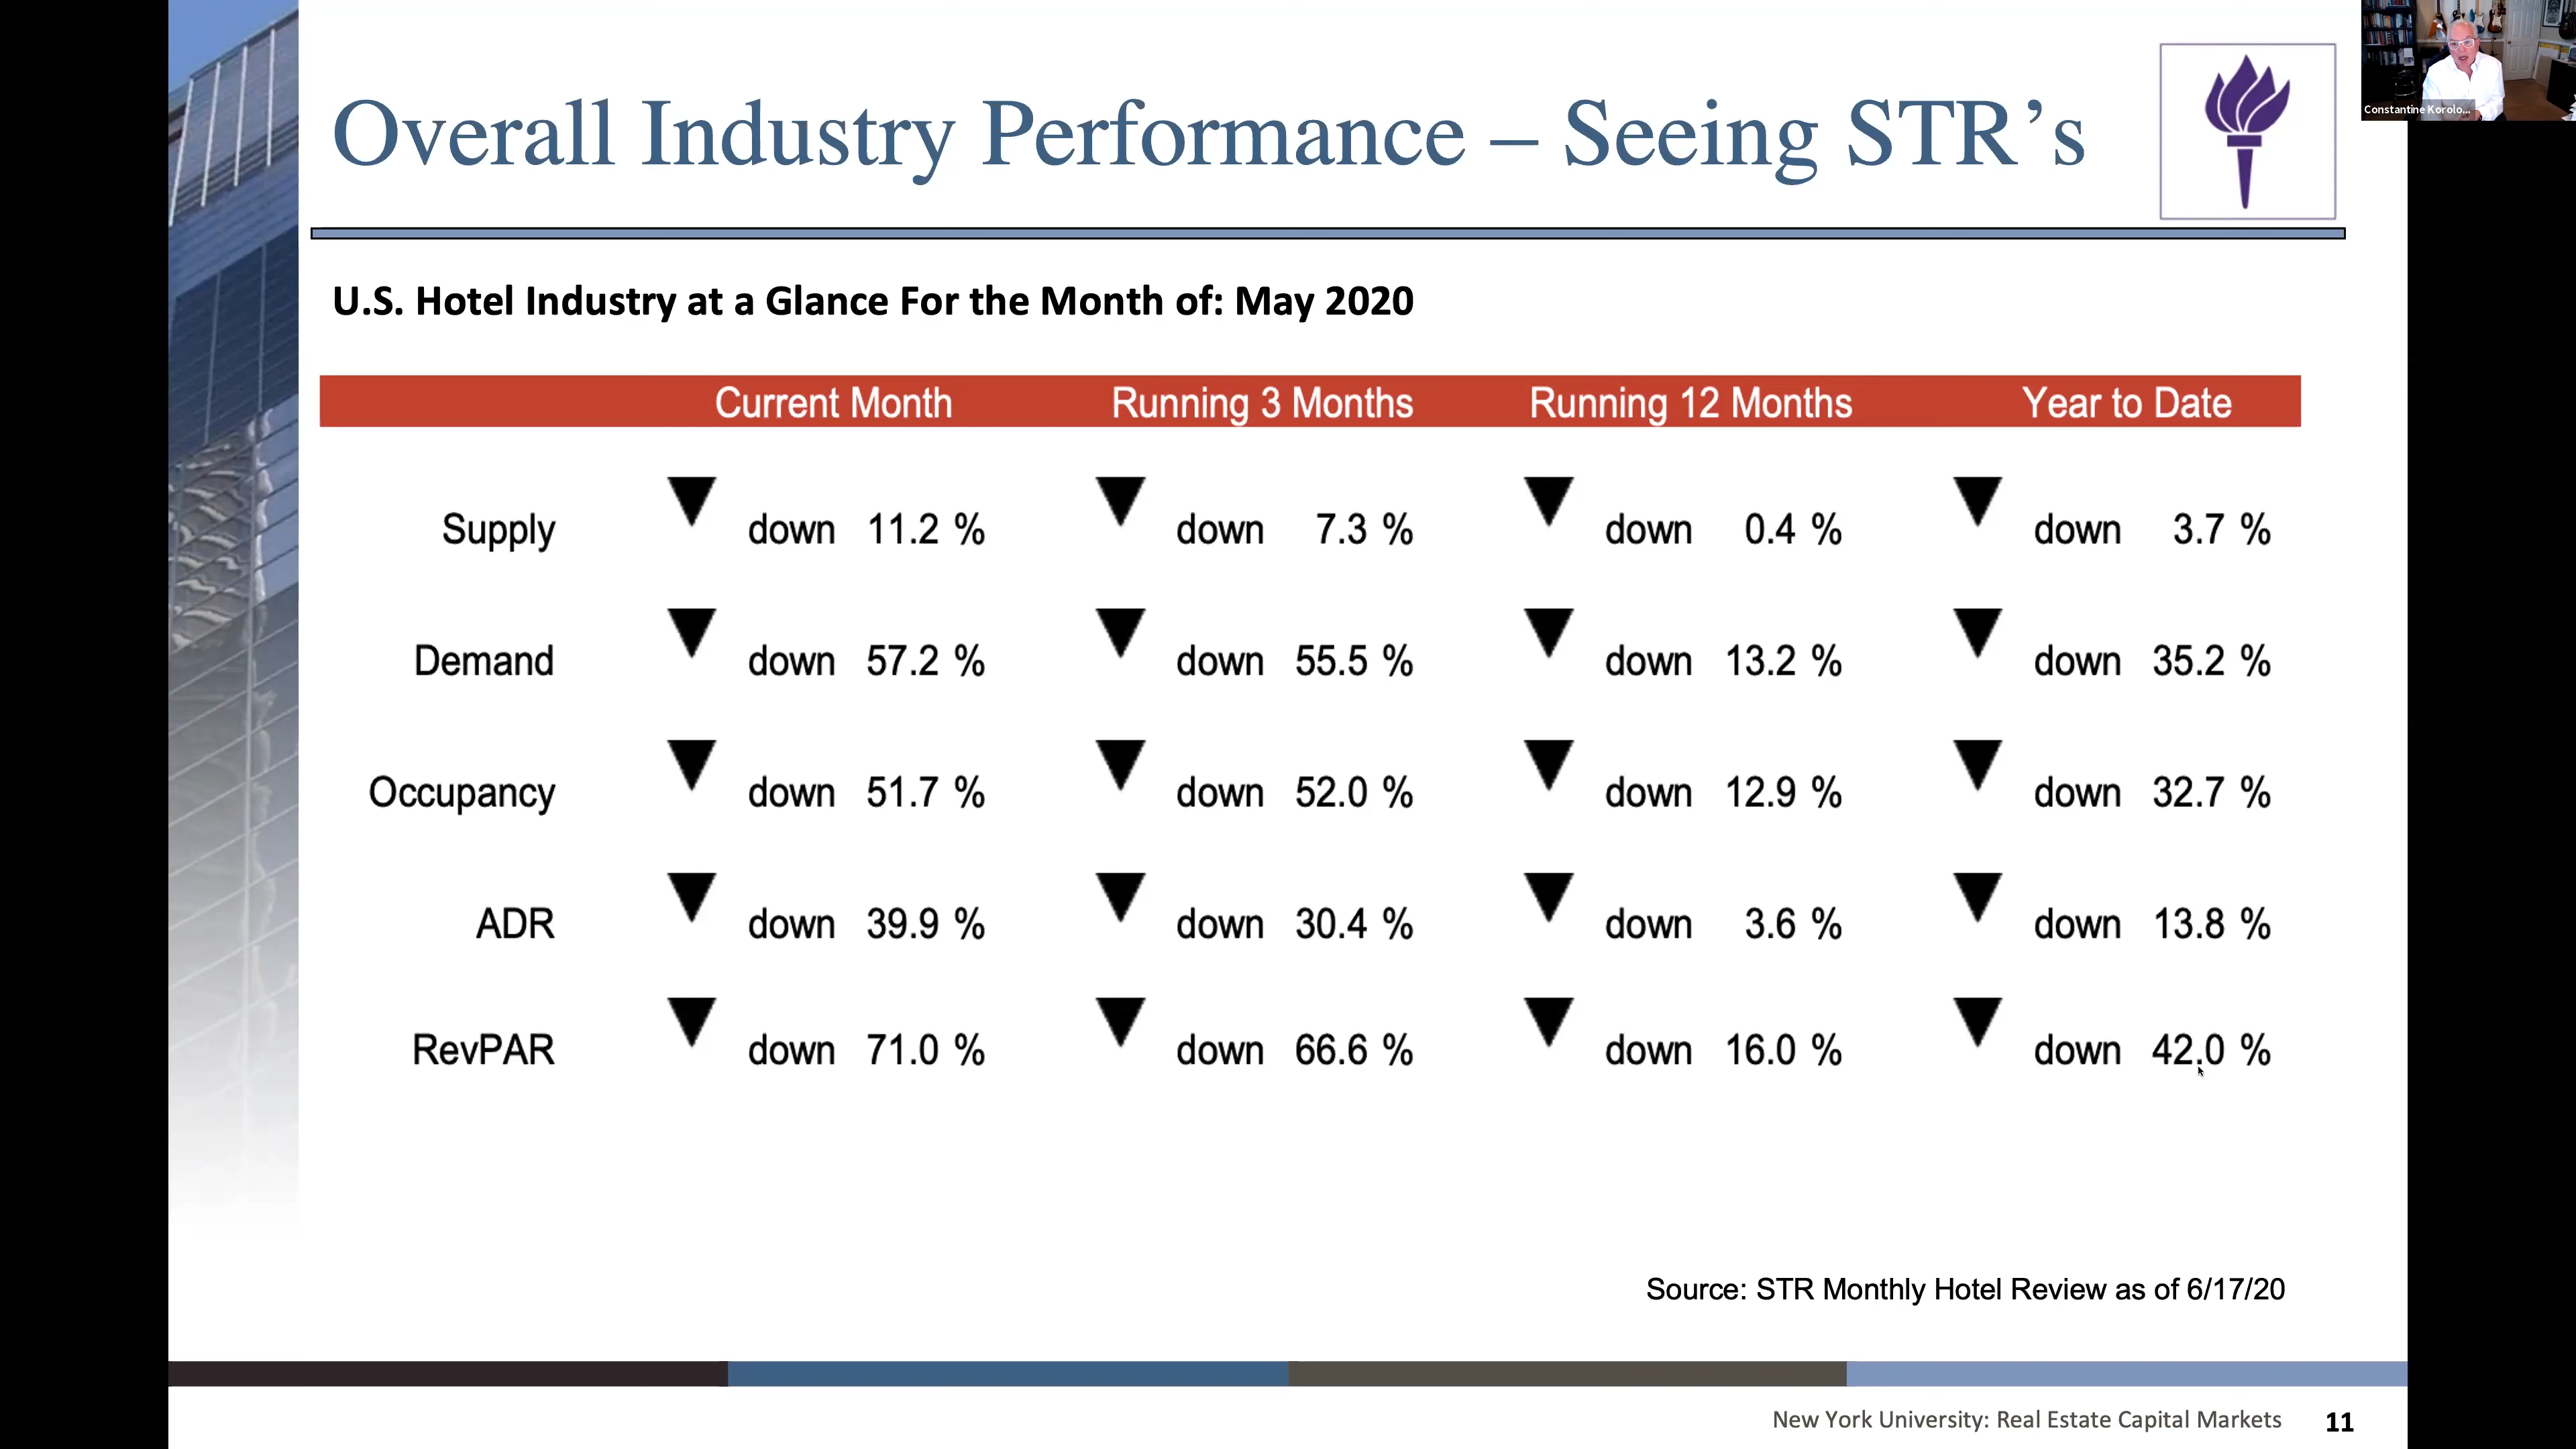 Overall Industry Performance – Seeing STR’s
Constantine Korolo...
U.S. Hotel Industry at a Glance For the Month of: May 2020
Current Month Running 3 Months Running 12 Months Year to Date
Supply down 11.2 % down 7.3 % down 0.4 % down 3.7 %
Demand down 57.2 % down 55.5 % down 13.2 % down 35.2 %
Occupancy down 51.7 % down 52.0 % down 12.9 % down 32.7 %
ADR down 39.9 % down 30.4 % down 3.6 % down 13.8 %
RevPAR down 71.0 % down 66.6 % down 16.0 % down 42.0 %
Source: STR Monthly Hotel Review as of 6/17/20
New York University: Real Estate Capital Markets 11